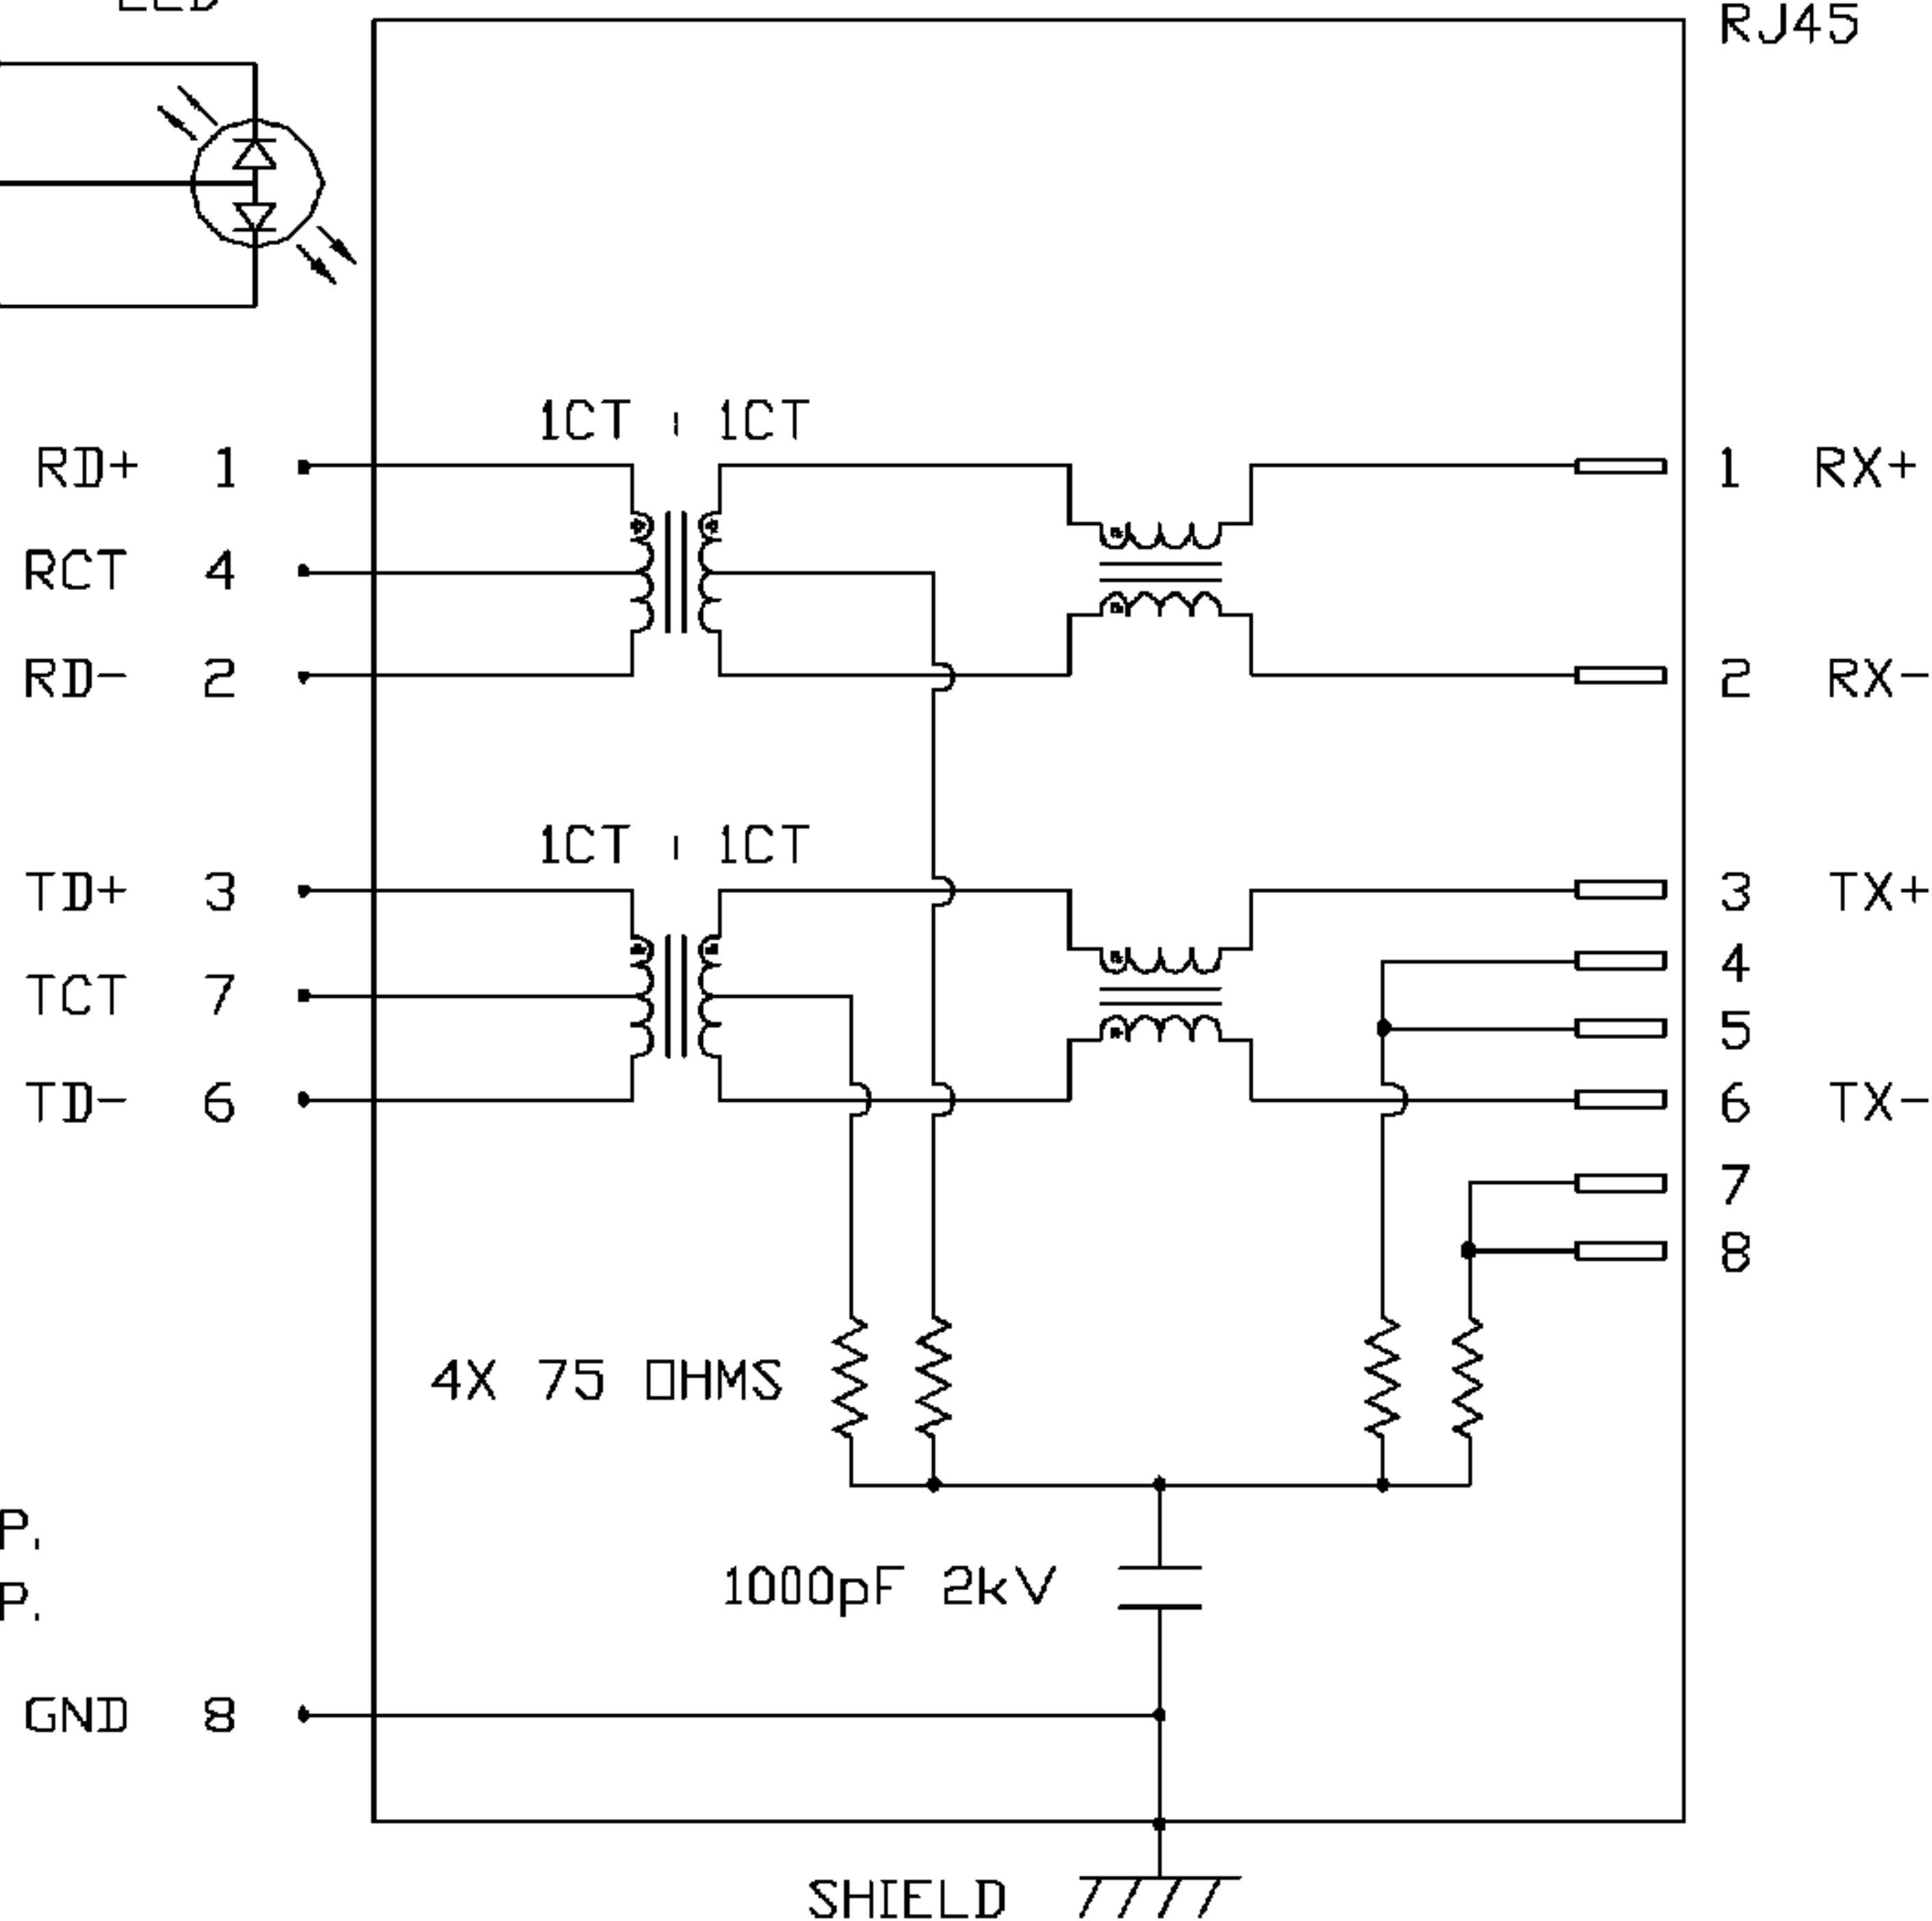 LED
RJ45
1CT : 1CT
RD+ 1
1 RX+
RCT 4
RD- 2
2 RX-
1CT : 1CT
TD+ 3
3 TX+
4
TCT 7
5
TD- 6
6 TX-
7
8
4X 75 OHMS
P.
1000pF 2kV
P.
GND 8
SHIELD